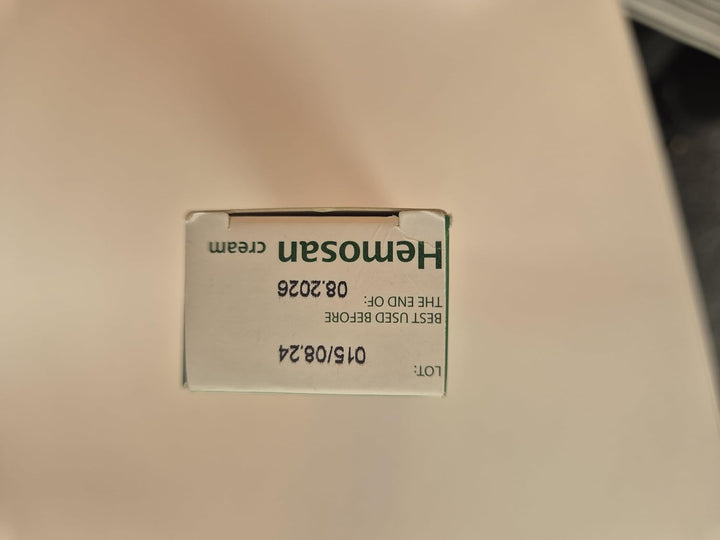 Hemosan cream
BEST USED BEFORE
THE END OF: 08.2026
LOT: 015/08.24